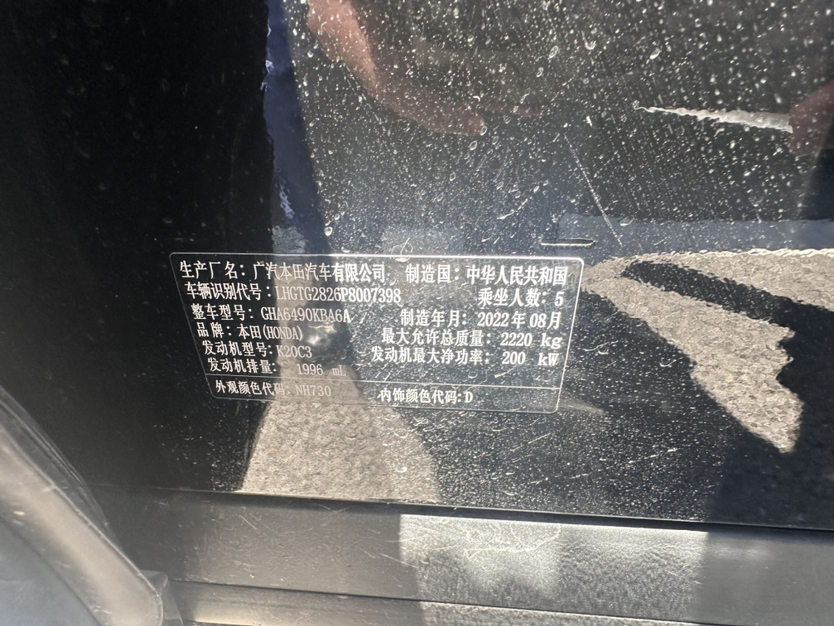 生产厂名：广汽本田汽车有限公司 制造国：中华人民共和国
车辆识别代号：LHGTG2826P8007398 乘坐人数：5
整车型号：GHA6490KBA6A 制造年月：2022年08月
品牌：本田(HONDA) 最大允许总质量：2220 kg
发动机型号：K20C3 发动机最大净功率：200 kW
发动机排量： 1996 mL
外观颜色代码：NH730 内饰颜色代码：D